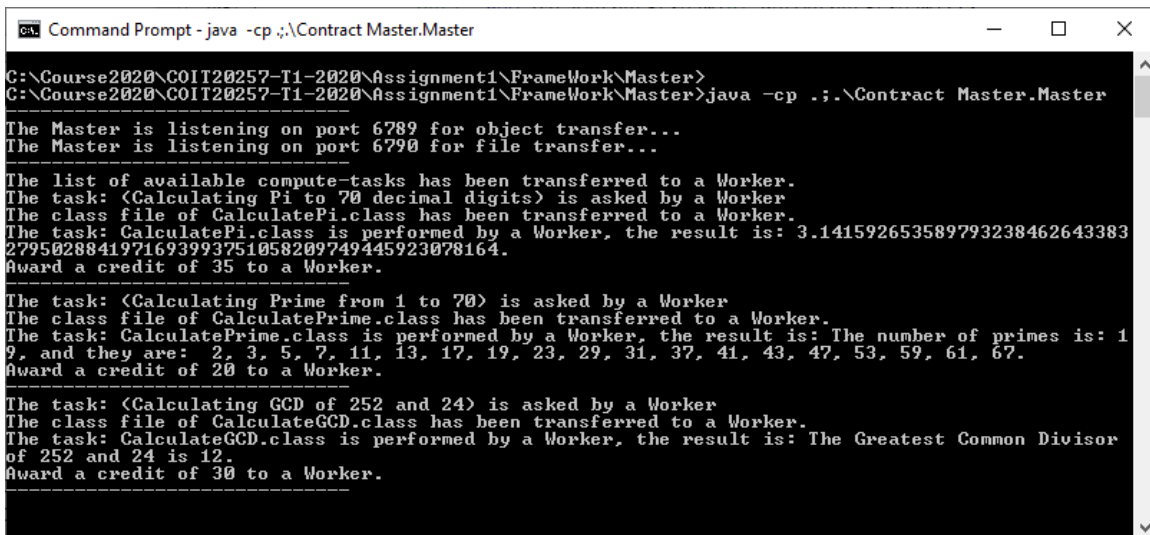 Command Prompt - java -cp .;.\Contract Master.Master
C:\Course2020\COIT20257-T1-2020\Assignment1\FrameWork\Master>
C:\Course2020\COIT20257-T1-2020\Assignment1\FrameWork\Master>java -cp .;.\Contract Master.Master
-------------------------------
The Master is listening on port 6789 for object transfer...
The Master is listening on port 6790 for file transfer...
-------------------------------
The list of available compute-tasks has been transferred to a Worker.
The task: (Calculating Pi to 70 decimal digits) is asked by a Worker
The class file of CalculatePi.class has been transferred to a Worker.
The task: CalculatePi.class is performed by a Worker, the result is: 3.141592653589793238462643383
279502884197169399375105820974944592307816​4.
Award a credit of 35 to a Worker.
-------------------------------
The task: (Calculating Prime from 1 to 70) is asked by a Worker
The class file of CalculatePrime.class has been transferred to a Worker.
The task: CalculatePrime.class is performed by a Worker, the result is: The number of primes is: 1
9, and they are:  2, 3, 5, 7, 11, 13, 17, 19, 23, 29, 31, 37, 41, 43, 47, 53, 59, 61, 67.
Award a credit of 20 to a Worker.
-------------------------------
The task: (Calculating GCD of 252 and 24) is asked by a Worker
The class file of CalculateGCD.class has been transferred to a Worker.
The task: CalculateGCD.class is performed by a Worker, the result is: The Greatest Common Divisor
of 252 and 24 is 12.
Award a credit of 30 to a Worker.
-------------------------------